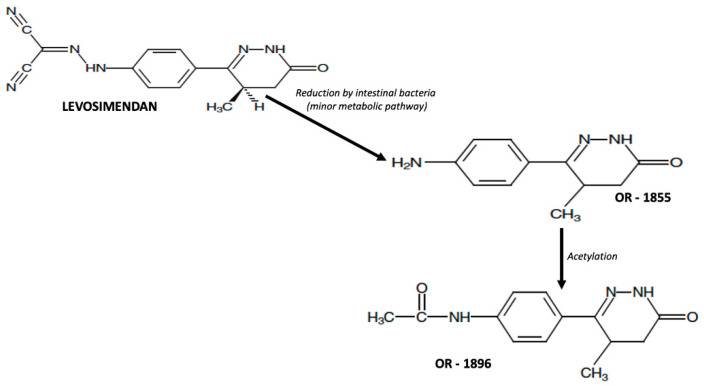 N
N
N
HN
N
NH
O
H₃C
H
LEVOSIMENDAN
Reduction by intestinal bacteria
(minor metabolic pathway)
H₂N
N
NH
O
CH₃
OR - 1855
Acetylation
O
H₃C
NH
N
NH
O
CH₃
OR - 1896